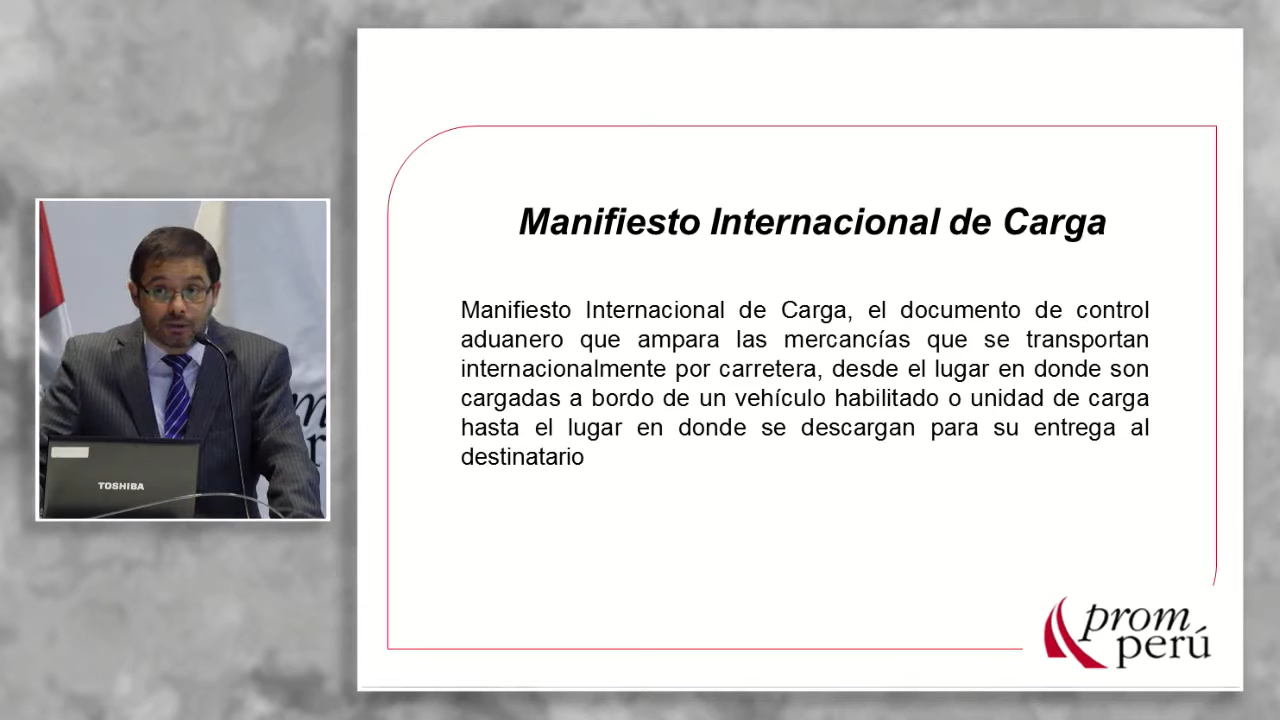 Manifiesto Internacional de Carga
Manifiesto Internacional de Carga, el documento de control
aduanero que ampara las mercancías que se transportan
internacionalmente por carretera, desde el lugar en donde son
cargadas a bordo de un vehículo habilitado o unidad de carga
hasta el lugar en donde se descargan para su entrega al
destinatario
TOSHIBA
prom
perú